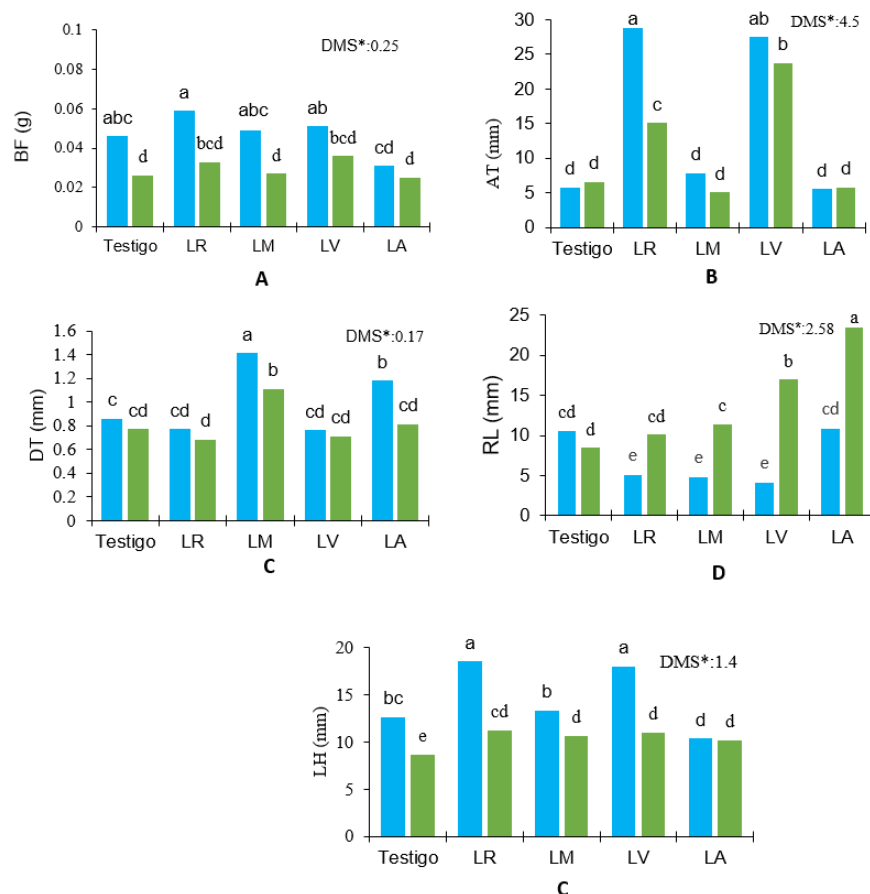 DMS*:0.25
BF (g)
0.1
0.08
0.06
0.04
0.02
0
abc d a bcd abc d ab bcd cd d
Testigo LR LM LV LA
A
DMS*:4.5
AT (mm)
30
25
20
15
10
5
0
d d a c d d ab b d d
Testigo LR LM LV LA
B
DMS*:0.17
DT (mm)
1.6
1.4
1.2
1
0.8
0.6
0.4
0.2
0
c cd cd d a b cd cd b cd
Testigo LR LM LV LA
C
DMS*:2.58
RL (mm)
25
20
15
10
5
0
cd d e cd e c e b cd a
Testigo LR LM LV LA
D
DMS*:1.4
LH (mm)
20
15
10
5
0
bc e a cd b d a d d d
Testigo LR LM LV LA
C